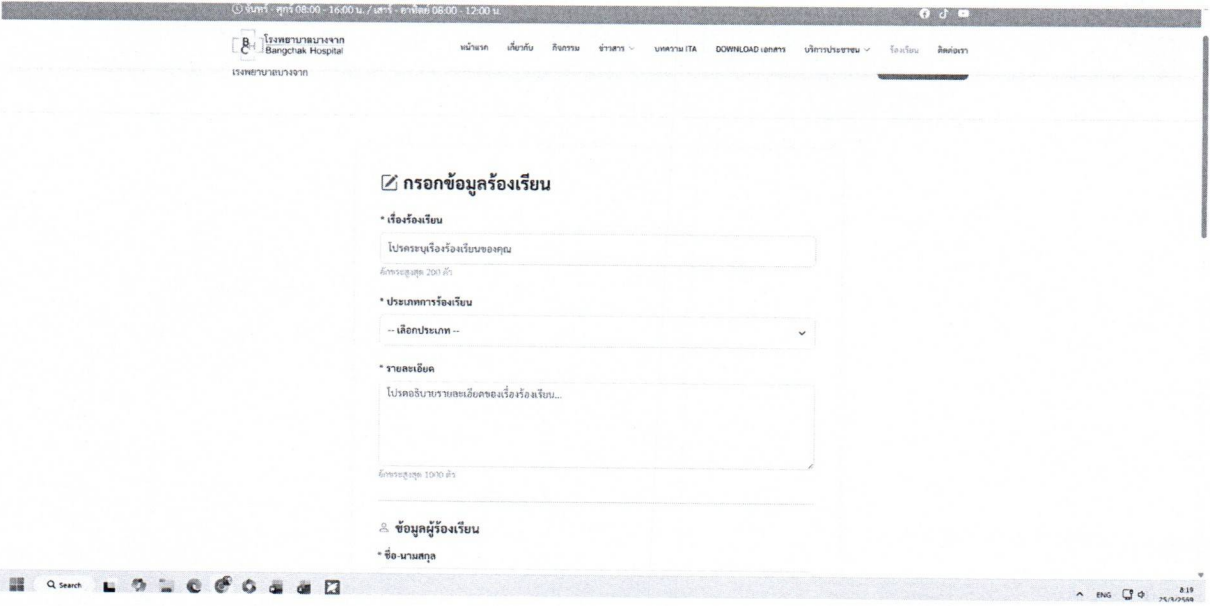 จันทร์ - ศุกร์ 08:00 - 16:00 น. / เสาร์ - อาทิตย์ 08:00 - 12:00 น.
BCH โรงพยาบาลบางจาก
Bangchak Hospital
หน้าแรก เกี่ยวกับ กิจกรรม ข่าวสาร บทความ ITA DOWNLOAD เอกสาร บริการประชาชน ร้องเรียน ติดต่อเรา
โรงพยาบาลบางจาก
กรอกข้อมูลร้องเรียน
* เรื่องร้องเรียน
โปรดระบุเรื่องร้องเรียนของคุณ
อักขระสูงสุด 200 ตัว
* ประเภทการร้องเรียน
-- เลือกประเภท --
* รายละเอียด
โปรดอธิบายรายละเอียดของเรื่องร้องเรียน...
อักขระสูงสุด 1000 ตัว
ข้อมูลผู้ร้องเรียน
* ชื่อ-นามสกุล
Search
ENG
8:19
25/3/2569